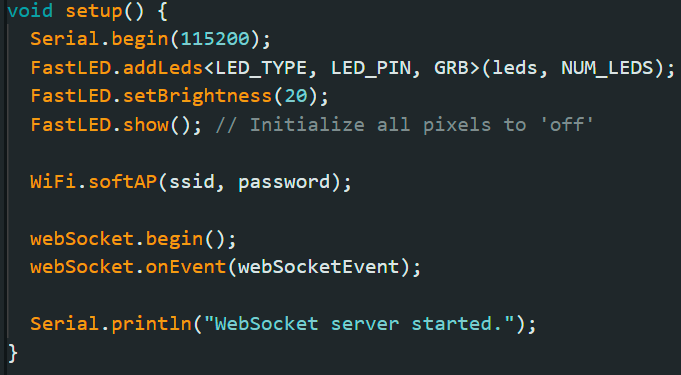 void setup() {
  Serial.begin(115200);
  FastLED.addLeds<LED_TYPE, LED_PIN, GRB>(leds, NUM_LEDS);
  FastLED.setBrightness(20);
  FastLED.show(); // Initialize all pixels to 'off'
  WiFi.softAP(ssid, password);
  webSocket.begin();
  webSocket.onEvent(webSocketEvent);
  Serial.println("WebSocket server started.");
}